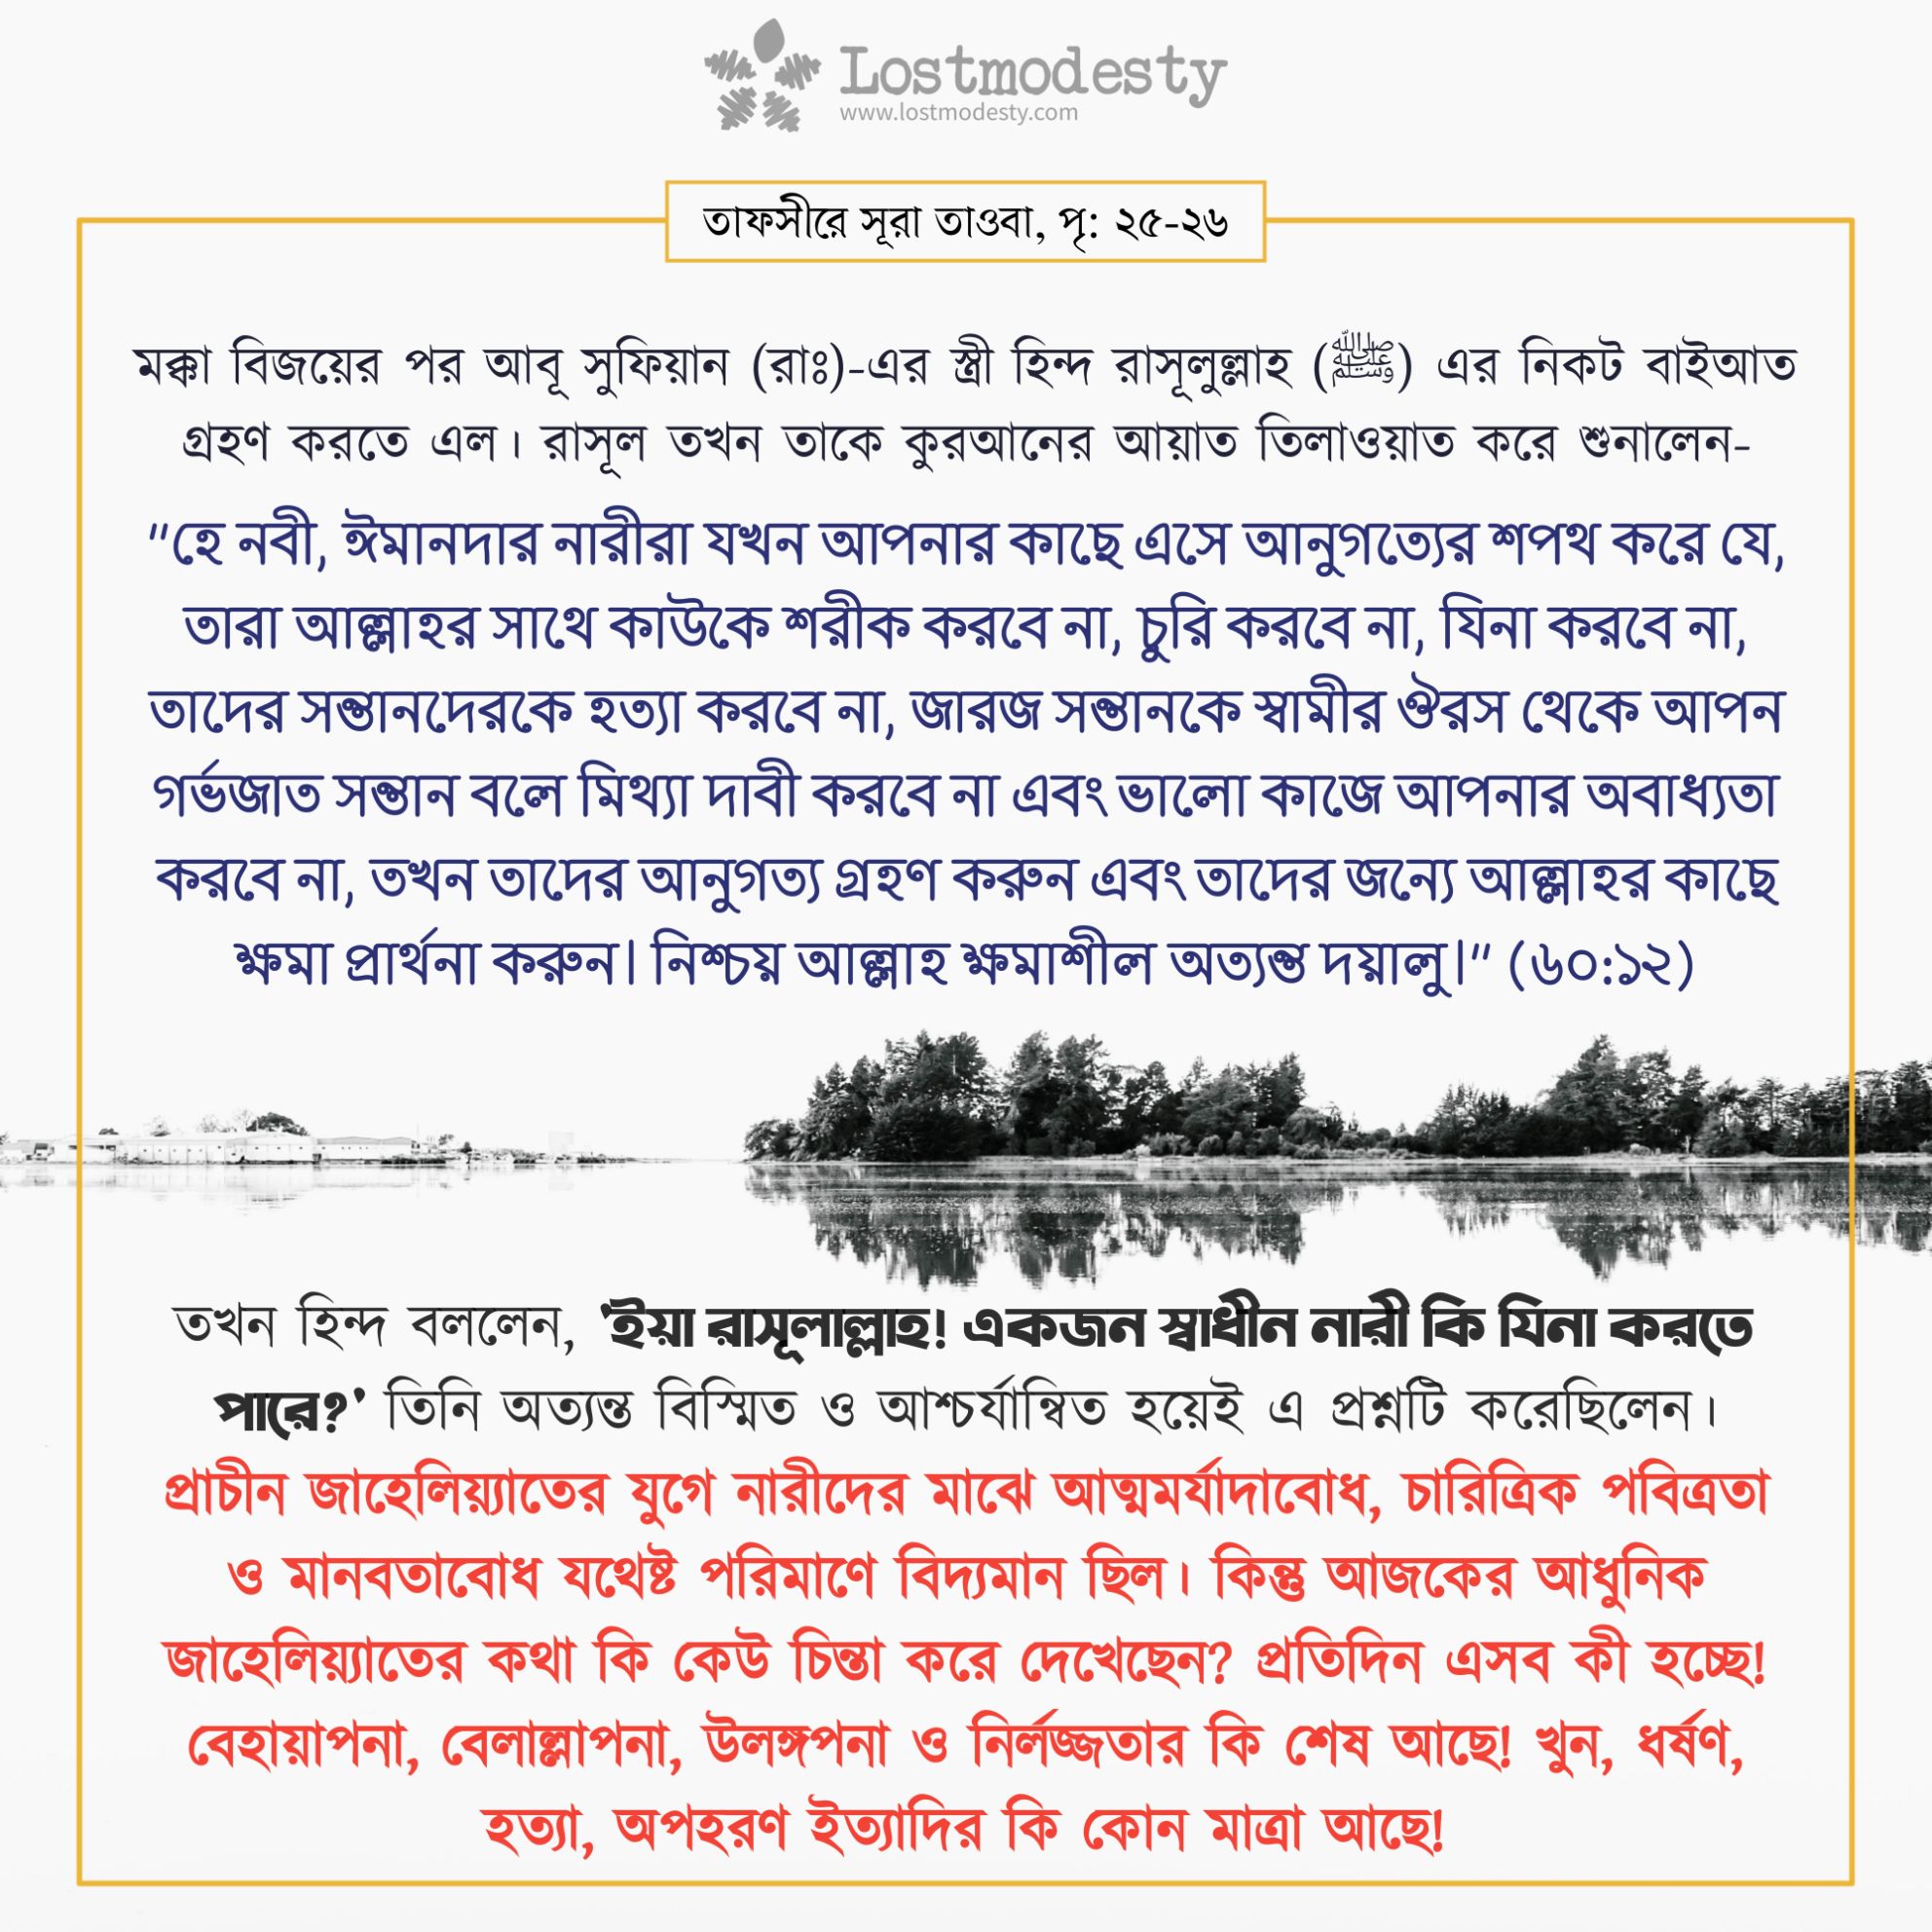 Lostmodesty
www.lostmodesty.com
তাফসীরে সূরা তাওবা, পৃ: ২৫-২৬
মক্কা বিজয়ের পর আবূ সুফিয়ান (রাঃ)-এর স্ত্রী হিন্দ রাসূলুল্লাহ (ﷺ) এর নিকট বাইআত
গ্রহণ করতে এল। রাসূল তখন তাকে কুরআনের আয়াত তিলাওয়াত করে শুনালেন-
"হে নবী, ঈমানদার নারীরা যখন আপনার কাছে এসে আনুগত্যের শপথ করে যে,
তারা আল্লাহর সাথে কাউকে শরীক করবে না, চুরি করবে না, যিনা করবে না,
তাদের সন্তানদেরকে হত্যা করবে না, জারজ সন্তানকে স্বামীর ঔরস থেকে আপন
গর্ভজাত সন্তান বলে মিথ্যা দাবী করবে না এবং ভালো কাজে আপনার অবাধ্যতা
করবে না, তখন তাদের আনুগত্য গ্রহণ করুন এবং তাদের জন্যে আল্লাহর কাছে
ক্ষমা প্রার্থনা করুন। নিশ্চয় আল্লাহ ক্ষমাশীল অত্যন্ত দয়ালু।" (৬০:১২)
তখন হিন্দ বললেন, 'ইয়া রাসূলাল্লাহ! একজন স্বাধীন নারী কি যিনা করতে
পারে?' তিনি অত্যন্ত বিস্মিত ও আশ্চর্যান্বিত হয়েই এ প্রশ্নটি করেছিলেন।
প্রাচীন জাহেলিয়্যাতের যুগে নারীদের মাঝে আত্মমর্যাদাবোধ, চারিত্রিক পবিত্রতা
ও মানবতাবোধ যথেষ্ট পরিমাণে বিদ্যমান ছিল। কিন্তু আজকের আধুনিক
জাহেলিয়্যাতের কথা কি কেউ চিন্তা করে দেখেছেন? প্রতিদিন এসব কী হচ্ছে!
বেহায়াপনা, বেলাল্লাপনা, উলঙ্গপনা ও নির্লজ্জতার কি শেষ আছে! খুন, ধর্ষণ,
হত্যা, অপহরণ ইত্যাদির কি কোন মাত্রা আছে!